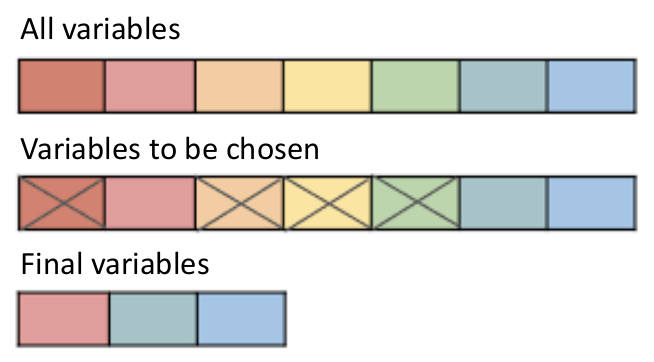 All variables
Variables to be chosen
Final variables